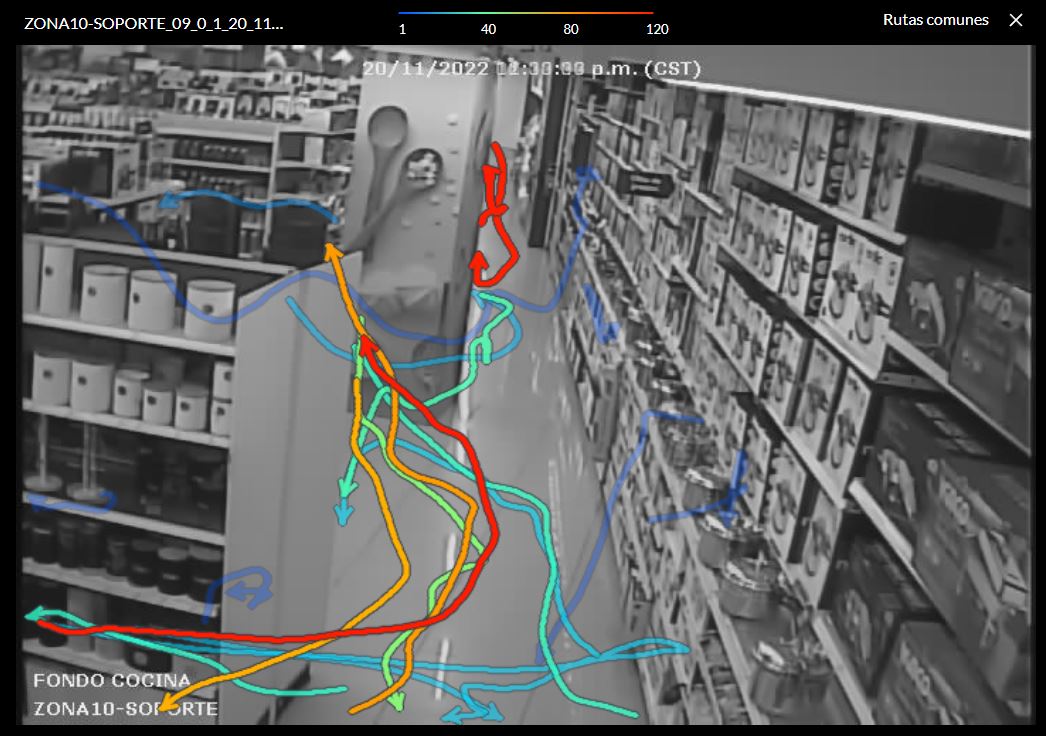 ZONA10-SOPORTE_09_0_1_20_11...
1 40 80 120
Rutas comunes
20/11/2022 p.m. (CST)
FONDO COCINA
ZONA10-SOPORTE